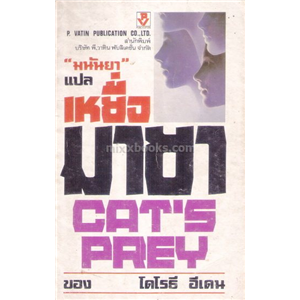 P. VATIN PUBLICATION CO., LTD.
สำนักพิมพ์
บริษัท พี. วาทิน พับลิเคชั่น จำกัด
"มนันยา"
แปล
เหยื่อ
มายา
mixxbooks.com
CAT'S
PREY
ของ โดโรธี อีเดน